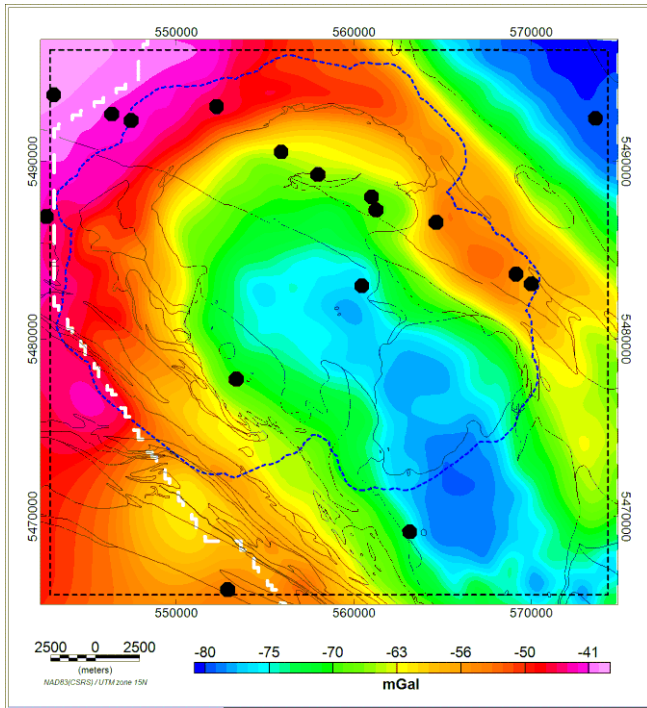 550000 560000 570000
5490000 5490000
5480000 5480000
5470000 5470000
550000 560000 570000
2500 0 2500
(meters)
NAD83(CSRS) / UTM zone 15N
-80 -75 -70 -63 -56 -50 -41
mGal